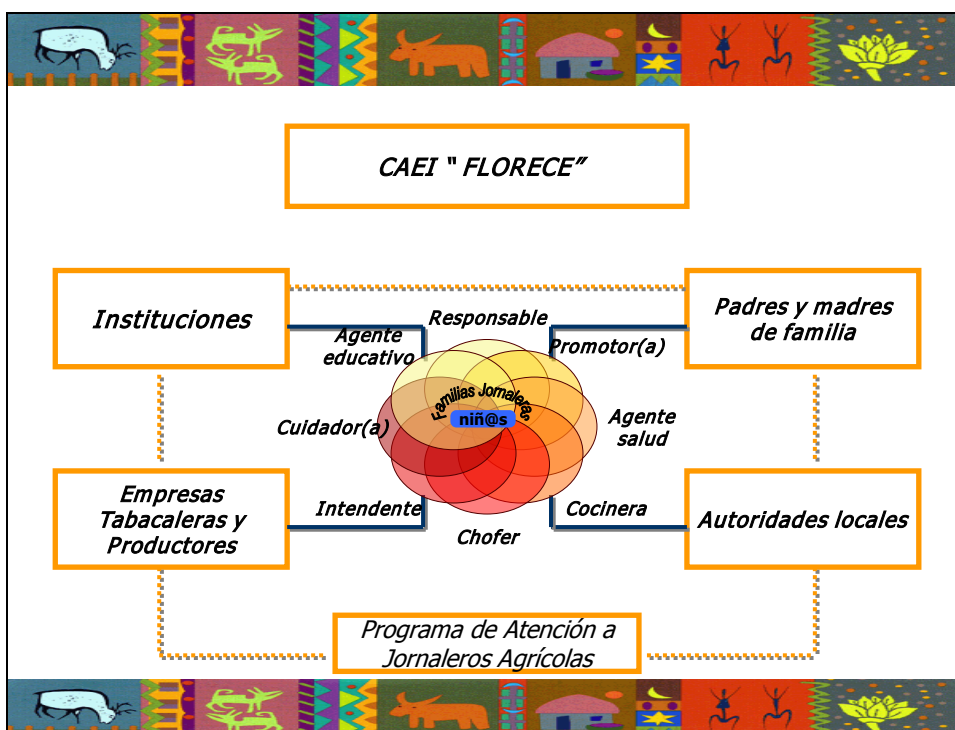 CAEI “ FLORECE”
Instituciones
Padres y madres
de familia
Responsable
Agente
educativo
Promotor(a)
Familias Jornaleras
niñ@s
Cuidador(a)
Agente
salud
Empresas
Tabacaleras y
Productores
Intendente
Cocinera
Chofer
Autoridades locales
Programa de Atención a
Jornaleros Agrícolas